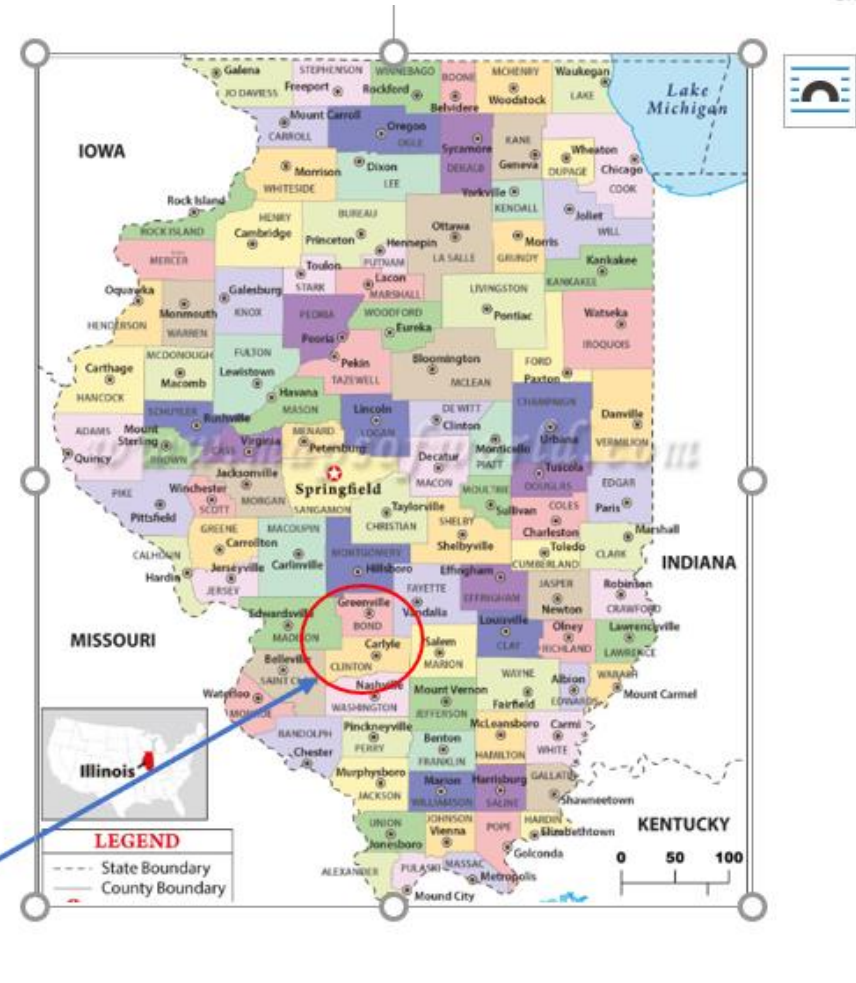 Galena
STEPHENSON
WINNEBAGO
BOONE
MCHENRY
Waukegan
JO DAVIESS
Freeport
Rockford
Belvidere
Woodstock
LAKE
Lake
Michigan
Mount Carroll
CARROLL
Oregon
OGLE
Sycamore
DEKALB
KANE
Geneva
Wheaton
DUPAGE
Chicago
COOK
IOWA
Morrison
WHITESIDE
Dixon
LEE
Yorkville
KENDALL
Joliet
WILL
Rock Island
ROCK ISLAND
HENRY
Cambridge
BUREAU
Princeton
Hennepin
PUTNAM
Ottawa
LA SALLE
Morris
GRUNDY
Kankakee
KANKAKEE
MERCER
Toulon
STARK
Lacon
MARSHALL
LIVINGSTON
Pontiac
Watseka
IROQUOIS
Oquawka
HENDERSON
Monmouth
WARREN
Galesburg
KNOX
PEORIA
Peoria
WOODFORD
Eureka
Carthage
HANCOCK
MCDONOUGH
Macomb
FULTON
Lewistown
Pekin
TAZEWELL
Bloomington
MCLEAN
FORD
Paxton
Havana
MASON
SCHUYLER
Rushville
Lincoln
LOGAN
DE WITT
Clinton
CHAMPAIGN
Urbana
Danville
VERMILION
ADAMS
Quincy
Mount
Sterling
BROWN
Virginia
CASS
MENARD
Petersburg
Monticello
PIATT
Decatur
MACON
Tuscola
DOUGLAS
EDGAR
Paris
PIKE
Pittsfield
Winchester
SCOTT
Jacksonville
MORGAN
Springfield
SANGAMON
Taylorville
CHRISTIAN
MOULTRIE
Sullivan
COLES
Charleston
GREENE
Carrollton
MACOUPIN
Carlinville
MONTGOMERY
Hillsboro
SHELBY
Shelbyville
Toledo
CUMBERLAND
Marshall
CLARK
CALHOUN
Hardin
Jerseyville
JERSEY
FAYETTE
Vandalia
Effingham
EFFINGHAM
JASPER
Newton
Robinson
CRAWFORD
INDIANA
MISSOURI
Edwardsville
MADISON
Greenville
BOND
Carlyle
CLINTON
Salem
MARION
Louisville
CLAY
Olney
RICHLAND
Lawrenceville
LAWRENCE
Belleville
SAINT C
Waterloo
MONROE
Nashville
WASHINGTON
Mount Vernon
JEFFERSON
WAYNE
Fairfield
Albion
EDWARDS
WABASH
Mount Carmel
RANDOLPH
Chester
Pinckneyville
PERRY
Benton
FRANKLIN
McLeansboro
HAMILTON
Carmi
WHITE
Murphysboro
JACKSON
Marion
WILLIAMSON
Harrisburg
SALINE
GALLATIN
Shawneetown
UNION
Jonesboro
JOHNSON
Vienna
POPE
Golconda
HARDIN
Elizabethtown
KENTUCKY
ALEXANDER
PULASKI
Mound City
MASSAC
Metropolis
Illinois
LEGEND
State Boundary
County Boundary
0 50 100